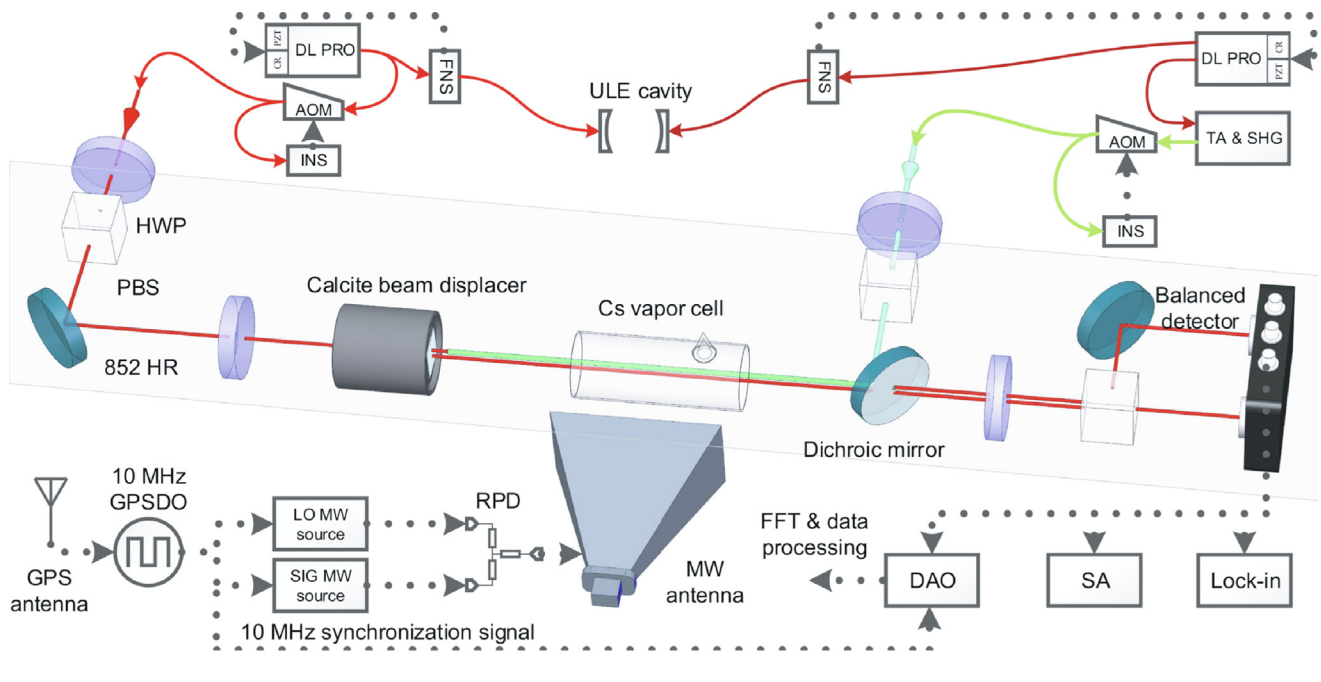 PZT
CR
DL PRO
FNS
AOM
INS
ULE cavity
FNS
DL PRO
CR
PZT
TA & SHG
AOM
INS
HWP
PBS
852 HR
Calcite beam displacer
Cs vapor cell
Balanced
detector
Dichroic mirror
10 MHz
GPSDO
GPS
antenna
LO MW
source
SIG MW
source
RPD
MW
antenna
10 MHz synchronization signal
FFT & data
processing
DAO
SA
Lock-in